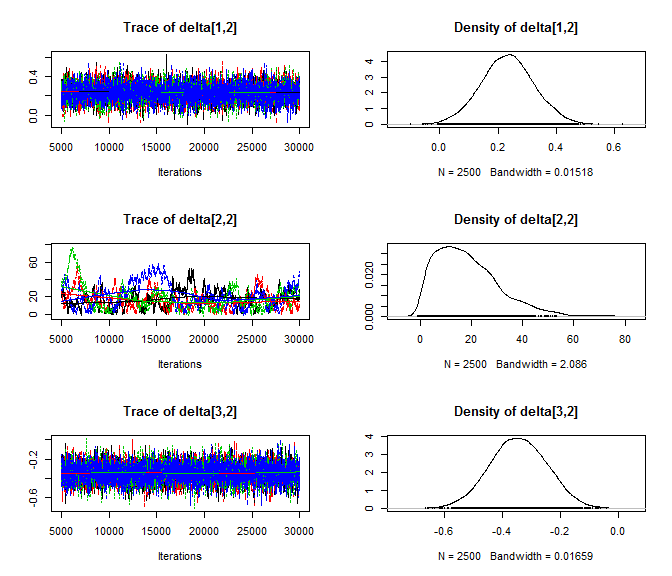 Trace of delta[1,2]
0.4
0.0
5000 10000 15000 20000 25000 30000
Iterations
Density of delta[1,2]
4
3
2
1
0
0.0 0.2 0.4 0.6
N = 2500 Bandwidth = 0.01518
Trace of delta[2,2]
60
20
0
5000 10000 15000 20000 25000 30000
Iterations
Density of delta[2,2]
0.020
0.000
0 20 40 60 80
N = 2500 Bandwidth = 2.086
Trace of delta[3,2]
-0.2
-0.6
5000 10000 15000 20000 25000 30000
Iterations
Density of delta[3,2]
4
3
2
1
0
-0.6 -0.4 -0.2 0.0
N = 2500 Bandwidth = 0.01659